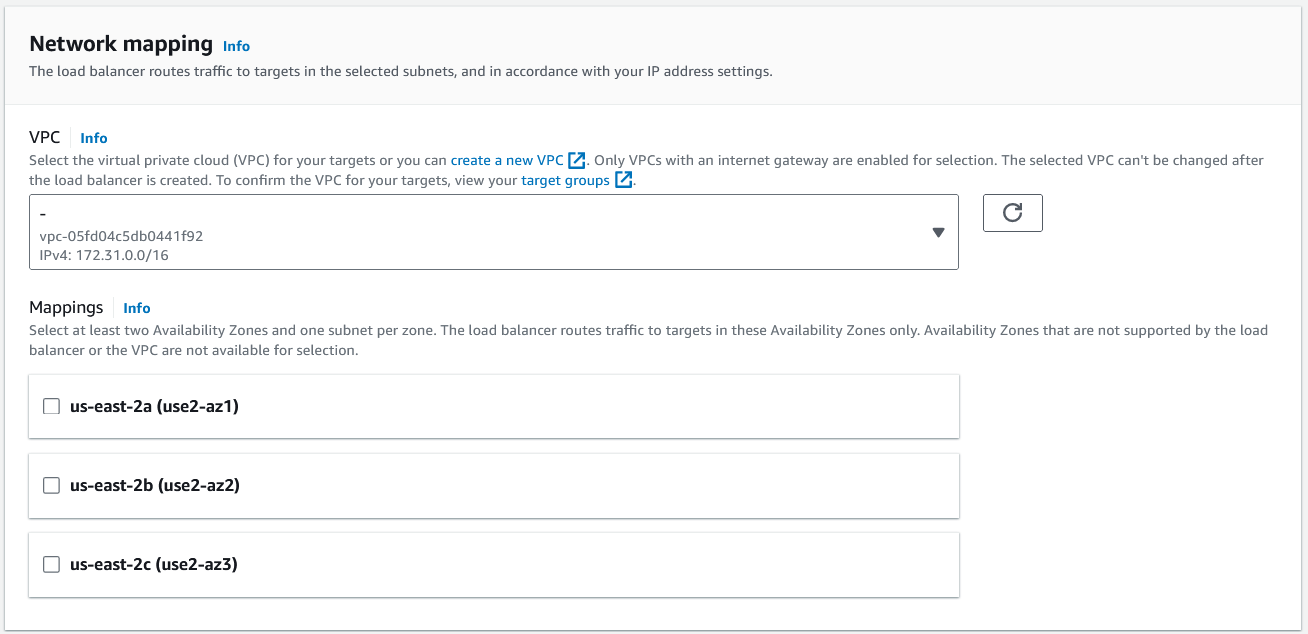 Network mapping Info
The load balancer routes traffic to targets in the selected subnets, and in accordance with your IP address settings.
VPC Info
Select the virtual private cloud (VPC) for your targets or you can create a new VPC. Only VPCs with an internet gateway are enabled for selection. The selected VPC can't be changed after
the load balancer is created. To confirm the VPC for your targets, view your target groups.
-
vpc-05fd04c5db0441f92
IPv4: 172.31.0.0/16
Mappings Info
Select at least two Availability Zones and one subnet per zone. The load balancer routes traffic to targets in these Availability Zones only. Availability Zones that are not supported by the load
balancer or the VPC are not available for selection.
us-east-2a (use2-az1)
us-east-2b (use2-az2)
us-east-2c (use2-az3)